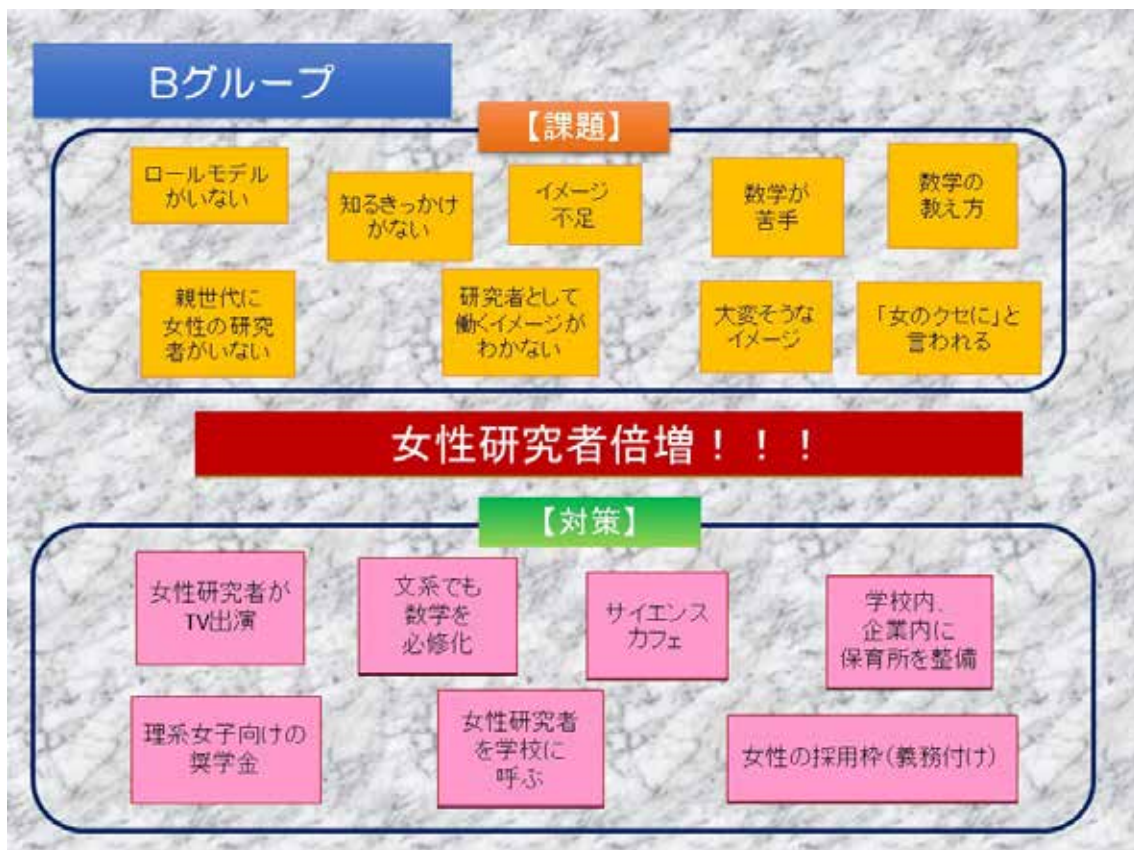 Bグループ
【課題】
ロールモデル
がいない
知るきっかけ
がない
イメージ
不足
数学が
苦手
数学の
教え方
親世代に
女性の研究
者がいない
研究者として
働くイメージが
わかない
大変そうな
イメージ
「女のクセに」と
言われる
女性研究者倍増！！！
【対策】
女性研究者が
TV出演
文系でも
数学を
必修化
サイエンス
カフェ
学校内、
企業内に
保育所を整備
理系女子向けの
奨学金
女性研究者
を学校に
呼ぶ
女性の採用枠(義務付け)